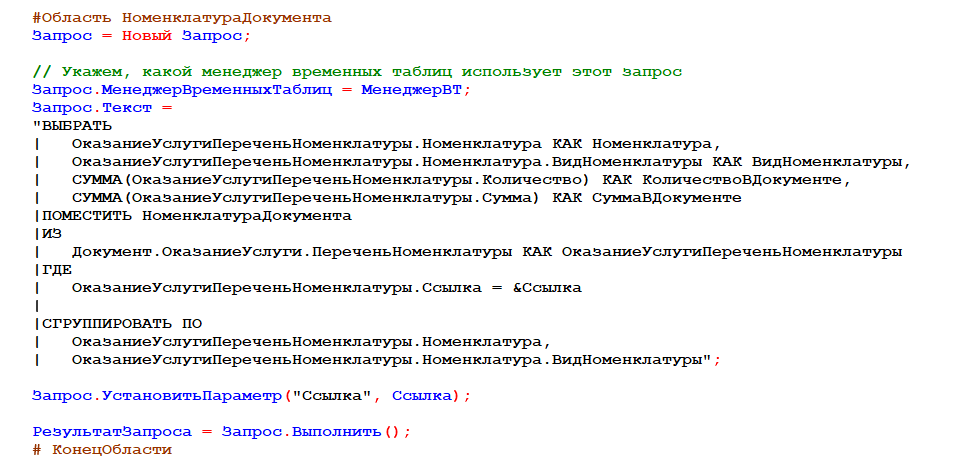 #Область НоменклатураДокумента
Запрос = Новый Запрос;
// Укажем, какой менеджер временных таблиц использует этот запрос
Запрос.МенеджерВременныхТаблиц = МенеджерВТ;
Запрос.Текст =
"ВЫБРАТЬ
|   ОказаниеУслугиПереченьНоменклатуры.Номенклатура КАК Номенклатура,
|   ОказаниеУслугиПереченьНоменклатуры.Номенклатура.ВидНоменклатуры КАК ВидНоменклатуры,
|   СУММА(ОказаниеУслугиПереченьНоменклатуры.Количество) КАК КоличествоВДокументе,
|   СУММА(ОказаниеУслугиПереченьНоменклатуры.Сумма) КАК СуммаВДокументе
|ПОМЕСТИТЬ НоменклатураДокумента
|ИЗ
|   Документ.ОказаниеУслуги.ПереченьНоменклатуры КАК ОказаниеУслугиПереченьНоменклатуры
|ГДЕ
|   ОказаниеУслугиПереченьНоменклатуры.Ссылка = &Ссылка
|
|СГРУППИРОВАТЬ ПО
|   ОказаниеУслугиПереченьНоменклатуры.Номенклатура,
|   ОказаниеУслугиПереченьНоменклатуры.Номенклатура.ВидНоменклатуры";
Запрос.УстановитьПараметр("Ссылка", Ссылка);
РезультатЗапроса = Запрос.Выполнить();
# КонецОбласти